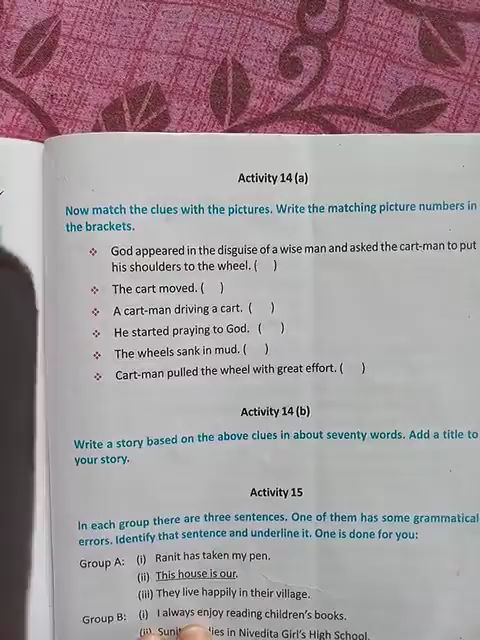 Activity 14 (a)
Now match the clues with the pictures. Write the matching picture numbers in
the brackets.
❖ God appeared in the disguise of a wise man and asked the cart-man to put
his shoulders to the wheel. ( )
❖ The cart moved. ( )
❖ A cart-man driving a cart. ( )
❖ He started praying to God. ( )
❖ The wheels sank in mud. ( )
❖ Cart-man pulled the wheel with great effort. ( )
Activity 14 (b)
Write a story based on the above clues in about seventy words. Add a title to
your story.
Activity 15
In each group there are three sentences. One of them has some grammatical
errors. Identify that sentence and underline it. One is done for you:
Group A: (i) Ranit has taken my pen.
(ii) This house is our.
(iii) They live happily in their village.
Group B: (i) I always enjoy reading children's books.
(ii) in Nivedita Girl's High School.